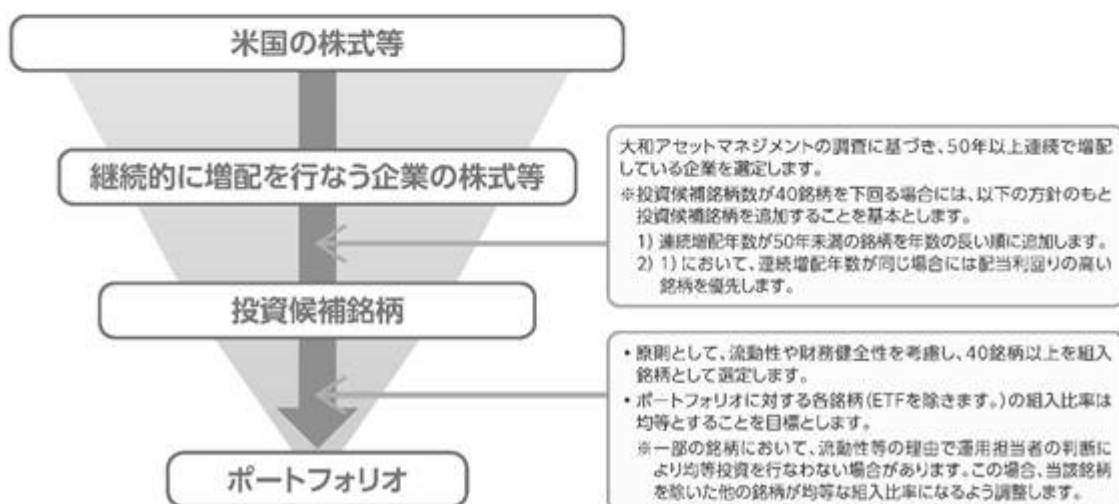 米国の株式等
継続的に増配を行なう企業の株式等
大和アセットマネジメントの調査に基づき、50年以上連続で増配
している企業を選定します。
※投資候補銘柄数が40銘柄を下回る場合には、以下の方針のもと
投資候補銘柄を追加することを基本とします。
1) 連続増配年数が50年未満の銘柄を年数の長い順に追加します。
2) 1)において、連続増配年数が同じ場合には配当利回りの高い
銘柄を優先します。
投資候補銘柄
・原則として、流動性や財務健全性を考慮し、40銘柄以上を組入
銘柄として選定します。
・ポートフォリオに対する各銘柄(ETFを除きます。)の組入比率は
均等とすることを目標とします。
※一部の銘柄において、流動性等の理由で運用担当者の判断に
より均等投資を行なわない場合があります。この場合、当該銘柄
を除いた他の銘柄が均等な組入比率になるよう調整します。
ポートフォリオ